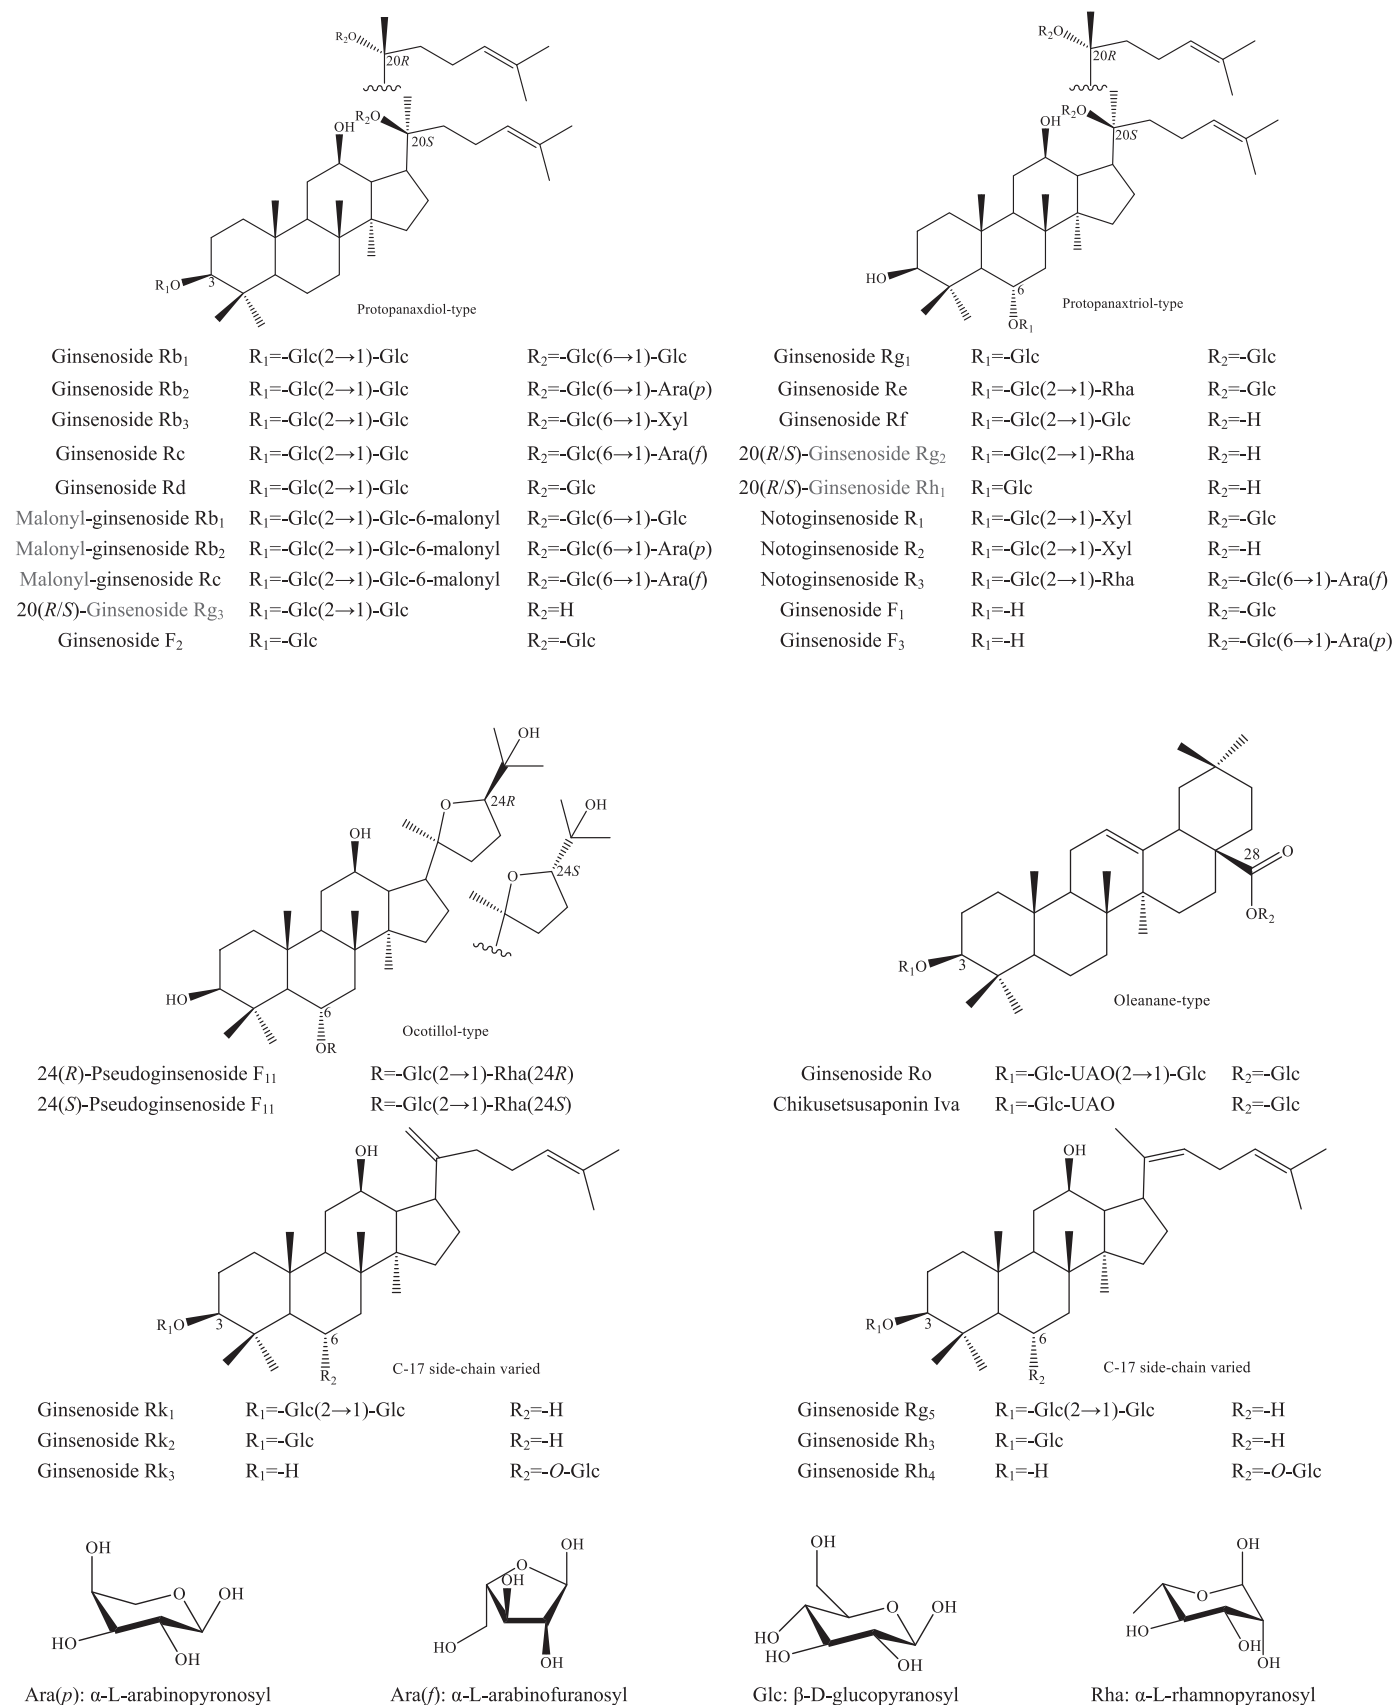 R₂O 20R
R₂O 20R
OH R₂O 20S
OH R₂O 20S
R₁O 3
HO 6
OR₁
Protopanaxdiol-type
Protopanaxtriol-type
Ginsenoside Rb₁ R₁=-Glc(2→1)-Glc R₂=-Glc(6→1)-Glc
Ginsenoside Rb₂ R₁=-Glc(2→1)-Glc R₂=-Glc(6→1)-Ara(p)
Ginsenoside Rb₃ R₁=-Glc(2→1)-Glc R₂=-Glc(6→1)-Xyl
Ginsenoside Rc R₁=-Glc(2→1)-Glc R₂=-Glc(6→1)-Ara(f)
Ginsenoside Rd R₁=-Glc(2→1)-Glc R₂=-Glc
Malonyl-ginsenoside Rb₁ R₁=-Glc(2→1)-Glc-6-malonyl R₂=-Glc(6→1)-Glc
Malonyl-ginsenoside Rb₂ R₁=-Glc(2→1)-Glc-6-malonyl R₂=-Glc(6→1)-Ara(p)
Malonyl-ginsenoside Rc R₁=-Glc(2→1)-Glc-6-malonyl R₂=-Glc(6→1)-Ara(f)
20(R/S)-Ginsenoside Rg₃ R₁=-Glc(2→1)-Glc R₂=H
Ginsenoside F₂ R₁=-Glc R₂=-Glc
Ginsenoside Rg₁ R₁=-Glc R₂=-Glc
Ginsenoside Re R₁=-Glc(2→1)-Rha R₂=-Glc
Ginsenoside Rf R₁=-Glc(2→1)-Glc R₂=-H
20(R/S)-Ginsenoside Rg₂ R₁=-Glc(2→1)-Rha R₂=-H
20(R/S)-Ginsenoside Rh₁ R₁=Glc R₂=-H
Notoginsenoside R₁ R₁=-Glc(2→1)-Xyl R₂=-Glc
Notoginsenoside R₂ R₁=-Glc(2→1)-Xyl R₂=-H
Notoginsenoside R₃ R₁=-Glc(2→1)-Rha R₂=-Glc(6→1)-Ara(f)
Ginsenoside F₁ R₁=-H R₂=-Glc
Ginsenoside F₃ R₁=-H R₂=-Glc(6→1)-Ara(p)
OH
O 24R
OH
OH
O 24S
HO 6
OR
Ocotillol-type
28 O
OR₂
R₁O 3
Oleanane-type
24(R)-Pseudoginsenoside F₁₁ R=-Glc(2→1)-Rha(24R)
24(S)-Pseudoginsenoside F₁₁ R=-Glc(2→1)-Rha(24S)
Ginsenoside Ro R₁=-Glc-UAO(2→1)-Glc R₂=-Glc
Chikusetsusaponin Iva R₁=-Glc-UAO R₂=-Glc
OH
R₁O 3 6
R₂
C-17 side-chain varied
OH
R₁O 3 6
R₂
C-17 side-chain varied
Ginsenoside Rk₁ R₁=-Glc(2→1)-Glc R₂=-H
Ginsenoside Rk₂ R₁=-Glc R₂=-H
Ginsenoside Rk₃ R₁=-H R₂=-O-Glc
Ginsenoside Rg₅ R₁=-Glc(2→1)-Glc R₂=-H
Ginsenoside Rh₃ R₁=-Glc R₂=-H
Ginsenoside Rh₄ R₁=-H R₂=-O-Glc
OH
O OH
HO
OH
Ara(p): α-L-arabinopyronosyl
OH
O
OH
HO
OH
Ara(f): α-L-arabinofuranosyl
OH
O OH
HO
HO
OH
Glc: β-D-glucopyranosyl
OH
O
HO
OH
OH
Rha: α-L-rhamnopyranosyl